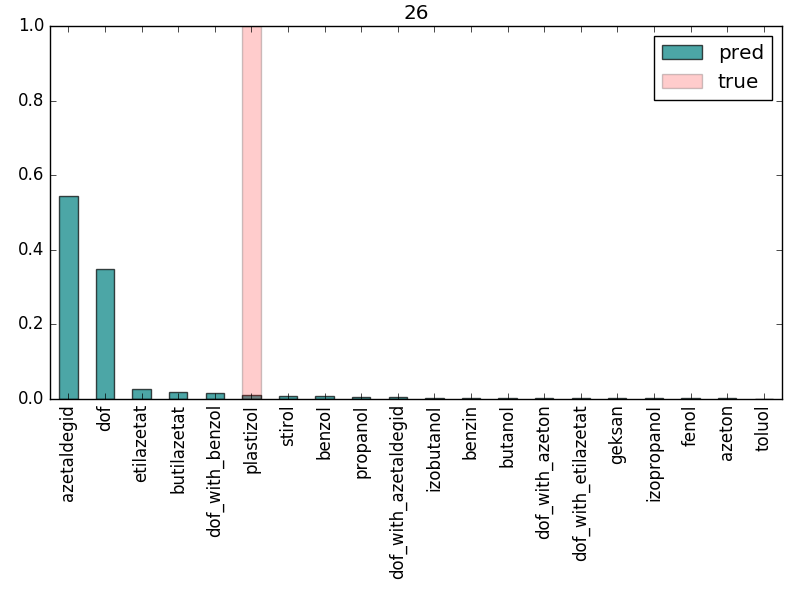 26
1.0
0.8
0.6
0.4
0.2
0.0
pred
true
azetaldegid
dof
etilazetat
butilazetat
dof_with_benzol
plastizol
stirol
benzol
propanol
dof_with_azetaldegid
izobutanol
benzin
butanol
dof_with_azeton
dof_with_etilazetat
geksan
izopropanol
fenol
azeton
toluol